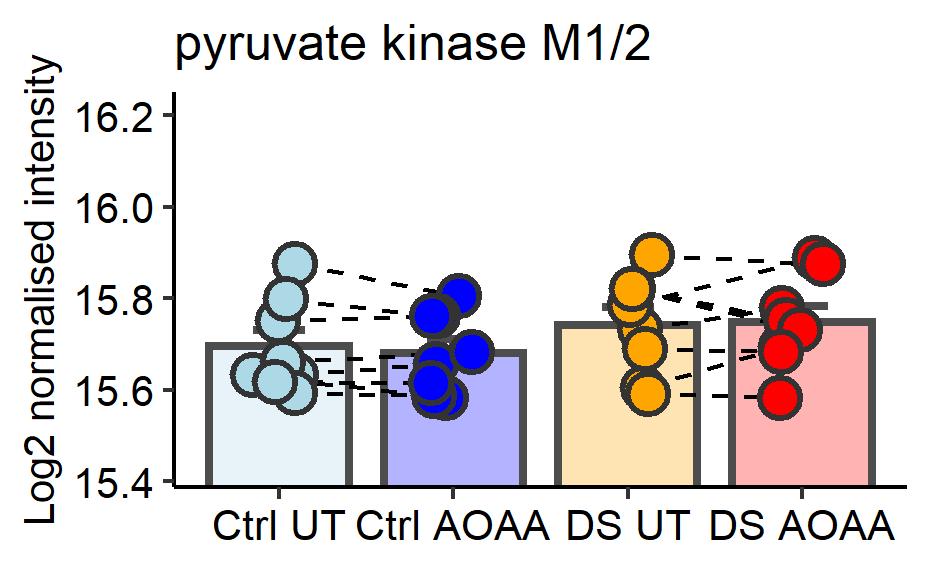 pyruvate kinase M1/2
Log2 normalised intensity
16.2
16.0
15.8
15.6
15.4
Ctrl UT Ctrl AOAA DS UT DS AOAA